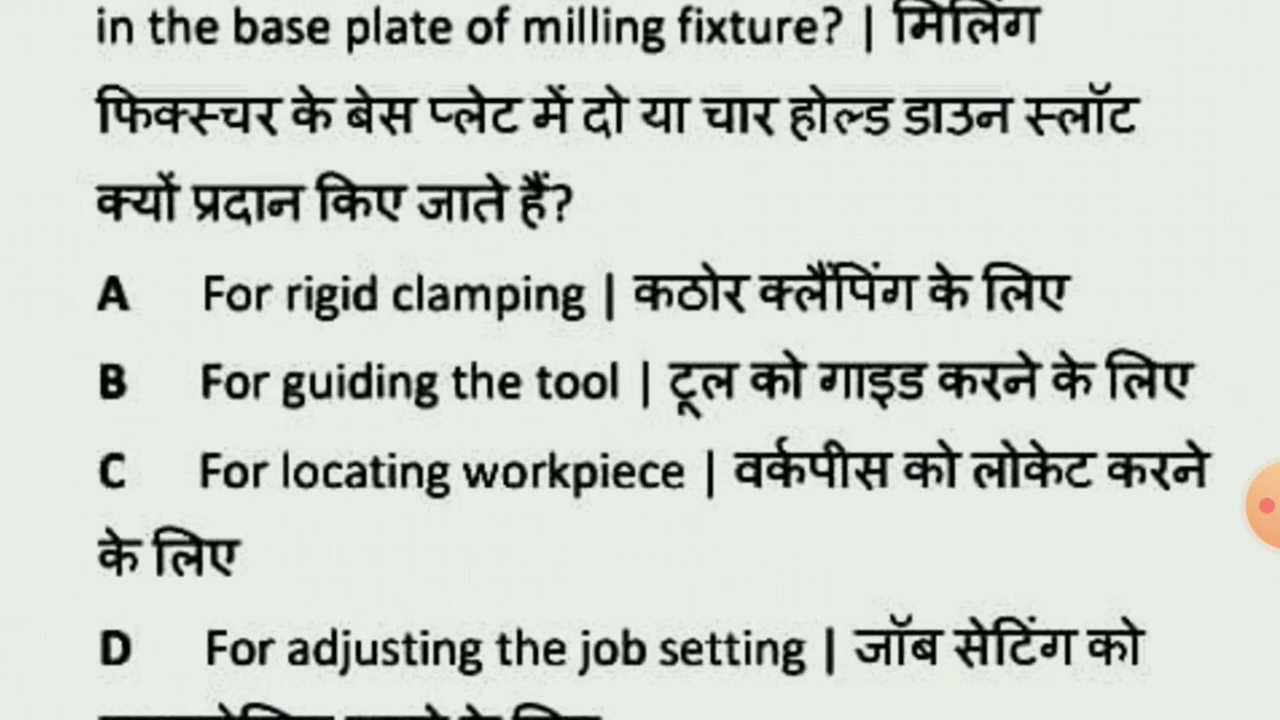 in the base plate of milling fixture? | मिलिंग
फिक्स्चर के बेस प्लेट में दो या चार होल्ड डाउन स्लॉट
क्यों प्रदान किए जाते हैं?
A For rigid clamping | कठोर क्लैंपिंग के लिए
B For guiding the tool | टूल को गाइड करने के लिए
C For locating workpiece | वर्कपीस को लोकेट करने
के लिए
D For adjusting the job setting | जॉब सेटिंग को